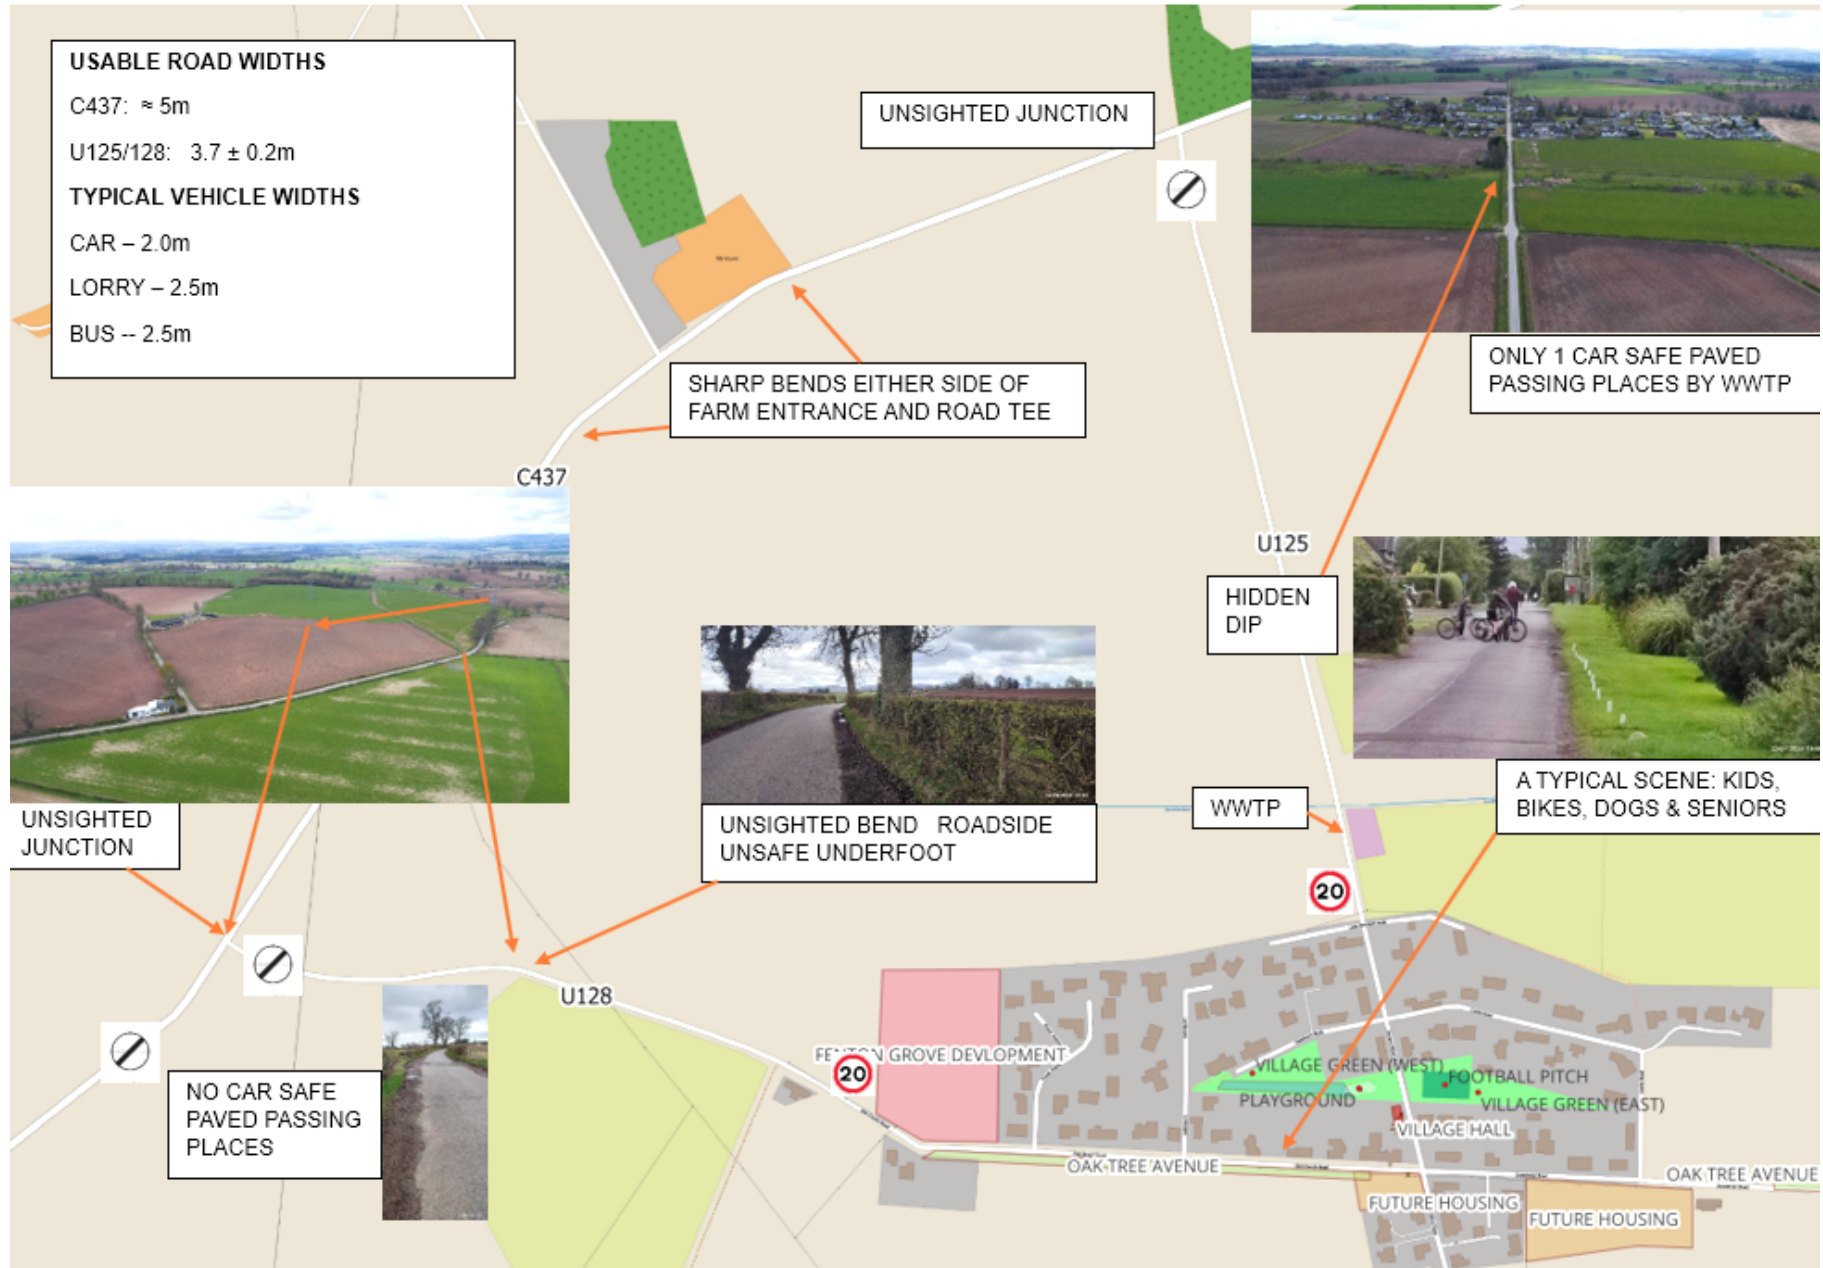 USABLE ROAD WIDTHS
C437: ≈ 5m
U125/128: 3.7 ± 0.2m
TYPICAL VEHICLE WIDTHS
CAR – 2.0m
LORRY – 2.5m
BUS -- 2.5m
UNSIGHTED JUNCTION
ONLY 1 CAR SAFE PAVED
PASSING PLACES BY WWTP
SHARP BENDS EITHER SIDE OF
FARM ENTRANCE AND ROAD TEE
C437
U125
HIDDEN
DIP
A TYPICAL SCENE: KIDS,
BIKES, DOGS & SENIORS
WWTP
UNSIGHTED
JUNCTION
UNSIGHTED BEND ROADSIDE
UNSAFE UNDERFOOT
20
U128
NO CAR SAFE
PAVED PASSING
PLACES
FENTON GROVE DEVLOPMENT
20
VILLAGE GREEN (WEST)
FOOTBALL PITCH
PLAYGROUND
VILLAGE GREEN (EAST)
VILLAGE HALL
OAK TREE AVENUE
OAK TREE AVENUE
FUTURE HOUSING
FUTURE HOUSING